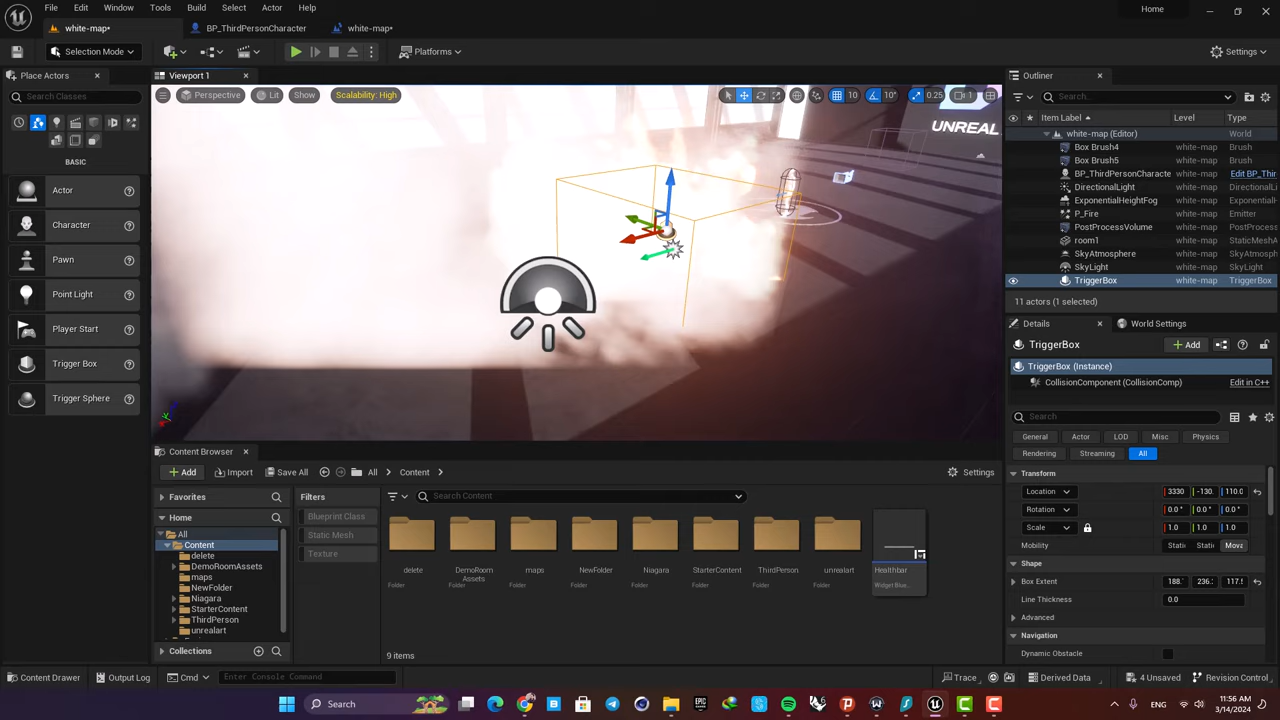 File Edit Window Tools Build Select Actor Help Home
white-map* BP_ThirdPersonCharacter white-map*
Selection Mode Platforms Settings
Place Actors Viewport 1 Outliner
Search Classes Perspective Lit Show Scalability: High 10 10° 0.25 1 Search...
Item Label Level Type
UNREAL
BASIC
Actor
Character
Pawn
Point Light
Player Start
Trigger Box
Trigger Sphere
white-map (Editor) World
Box Brush4 white-map Brush
Box Brush5 white-map Brush
BP_ThirdPersonCharacte white-map Edit BP_Thir
DirectionalLight white-map DirectionalLi
ExponentialHeightFog white-map Exponential
P_Fire white-map Emitter
PostProcessVolume white-map PostProcess
room1 white-map StaticMeshA
SkyAtmosphere white-map SkyAtmosph
SkyLight white-map SkyLight
TriggerBox white-map TriggerBox
11 actors (1 selected)
Details World Settings
TriggerBox Add
TriggerBox (Instance)
CollisionComponent (CollisionComp) Edit in C++
Search
General Actor LOD Misc Physics
Rendering Streaming All
Transform
Location 3330 -130. 110.0
Rotation 0.0 ° 0.0 ° 0.0 °
Scale 1.0 1.0 1.0
Mobility Stati Static Mova
Shape
Box Extent 188. 236. 117.5
Line Thickness 0.0
Advanced
Navigation
Dynamic Obstacle
Content Browser
Add Import Save All All Content Settings
Favorites
Home
All
Content
delete
DemoRoomAssets
maps
NewFolder
Niagara
StarterContent
ThirdPerson
unrealart
Collections
Filters
Blueprint Class
Static Mesh
Texture
Search Content
delete DemoRoom Assets maps NewFolder Niagara StarterContent ThirdPerson unrealart Healthbar
Folder Folder Folder Folder Folder Folder Folder Folder Widget Blue...
9 items
Content Drawer Output Log Cmd Enter Console Command Trace Derived Data 4 Unsaved Revision Control
Search
11:56 AM
3/14/2024